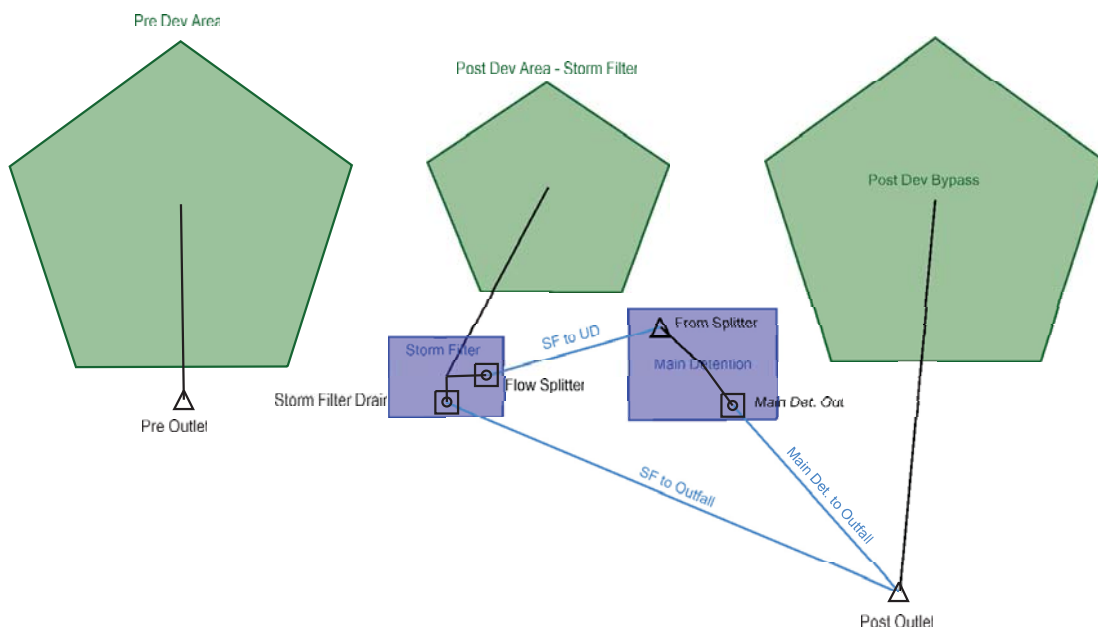 Pre Dev Area
Post Dev Area - Storm Filter
Post Dev Bypass
From Splitter
SF to UD
Storm Filter
Main Detention
Flow Splitter
Storm Filter Drain
Main Det. Out
Pre Outlet
SF to Outfall
Main Det. to Outfall
Post Outlet